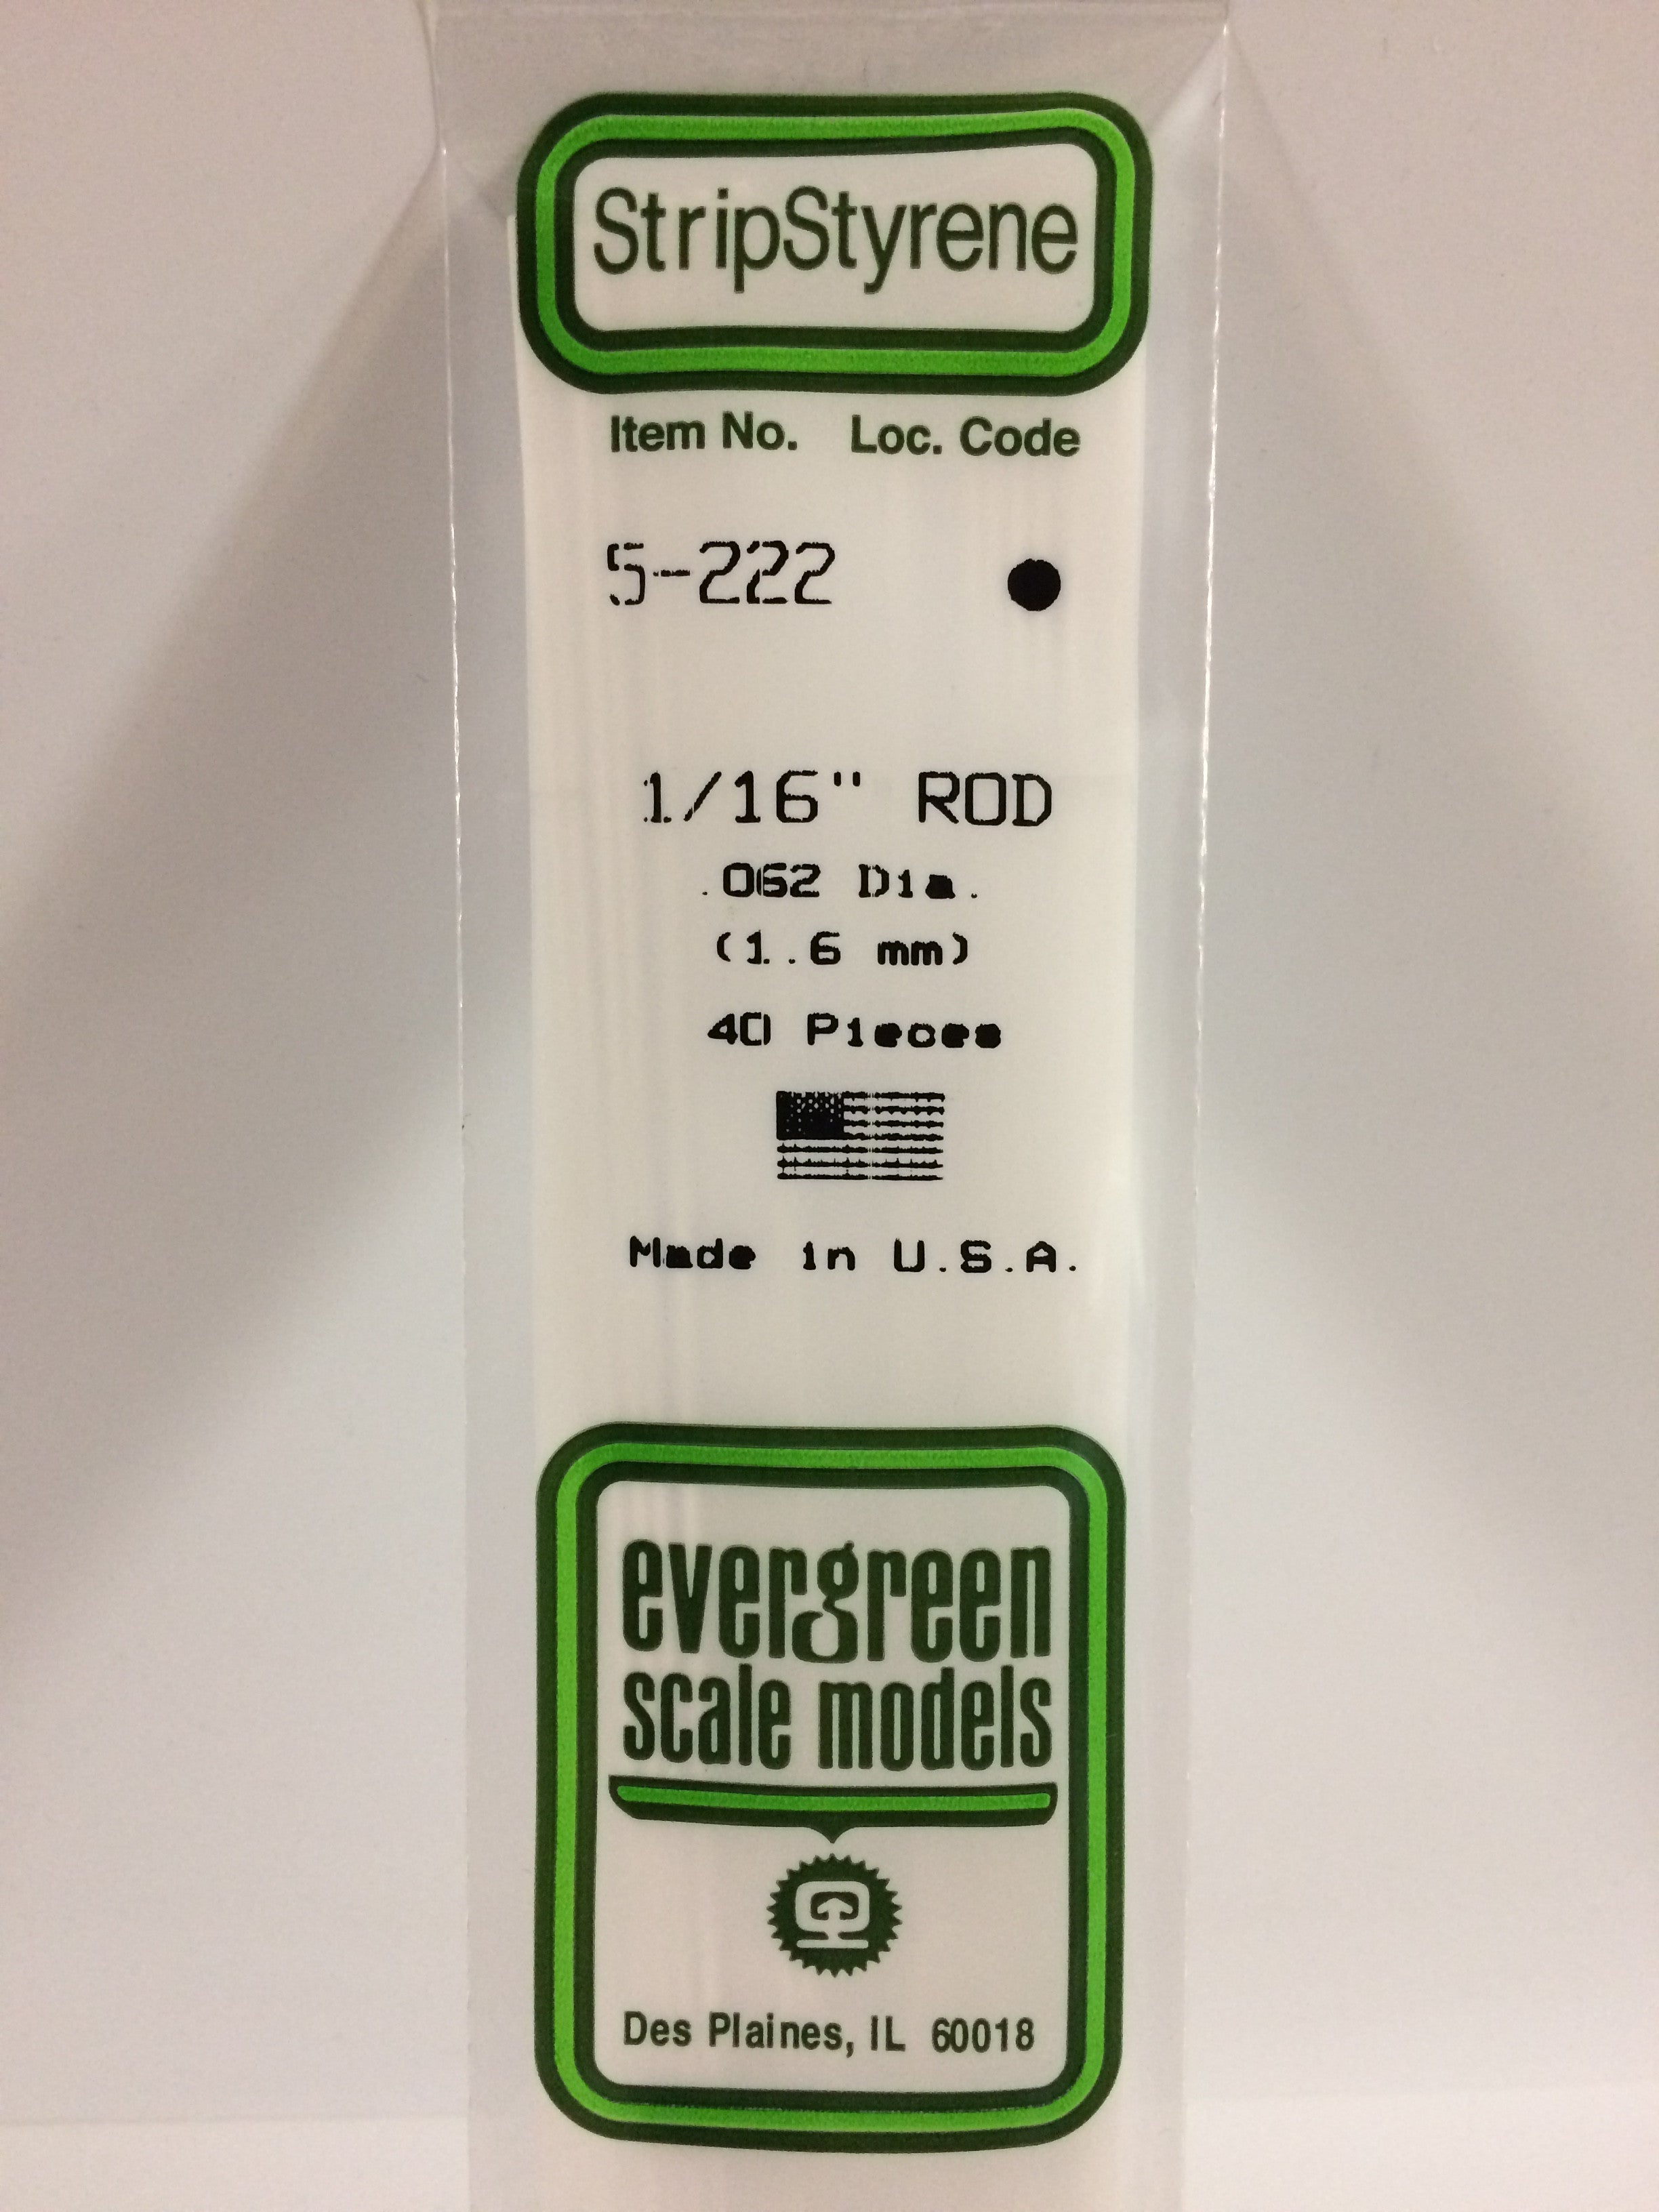 StripStyrene
Item No. Loc. Code
5-222
1/16" ROD
.062 Dia.
(1.6 mm)
40 Pieces
Made in U.S.A.
evergreen
scale models
Des Plaines, IL 60018